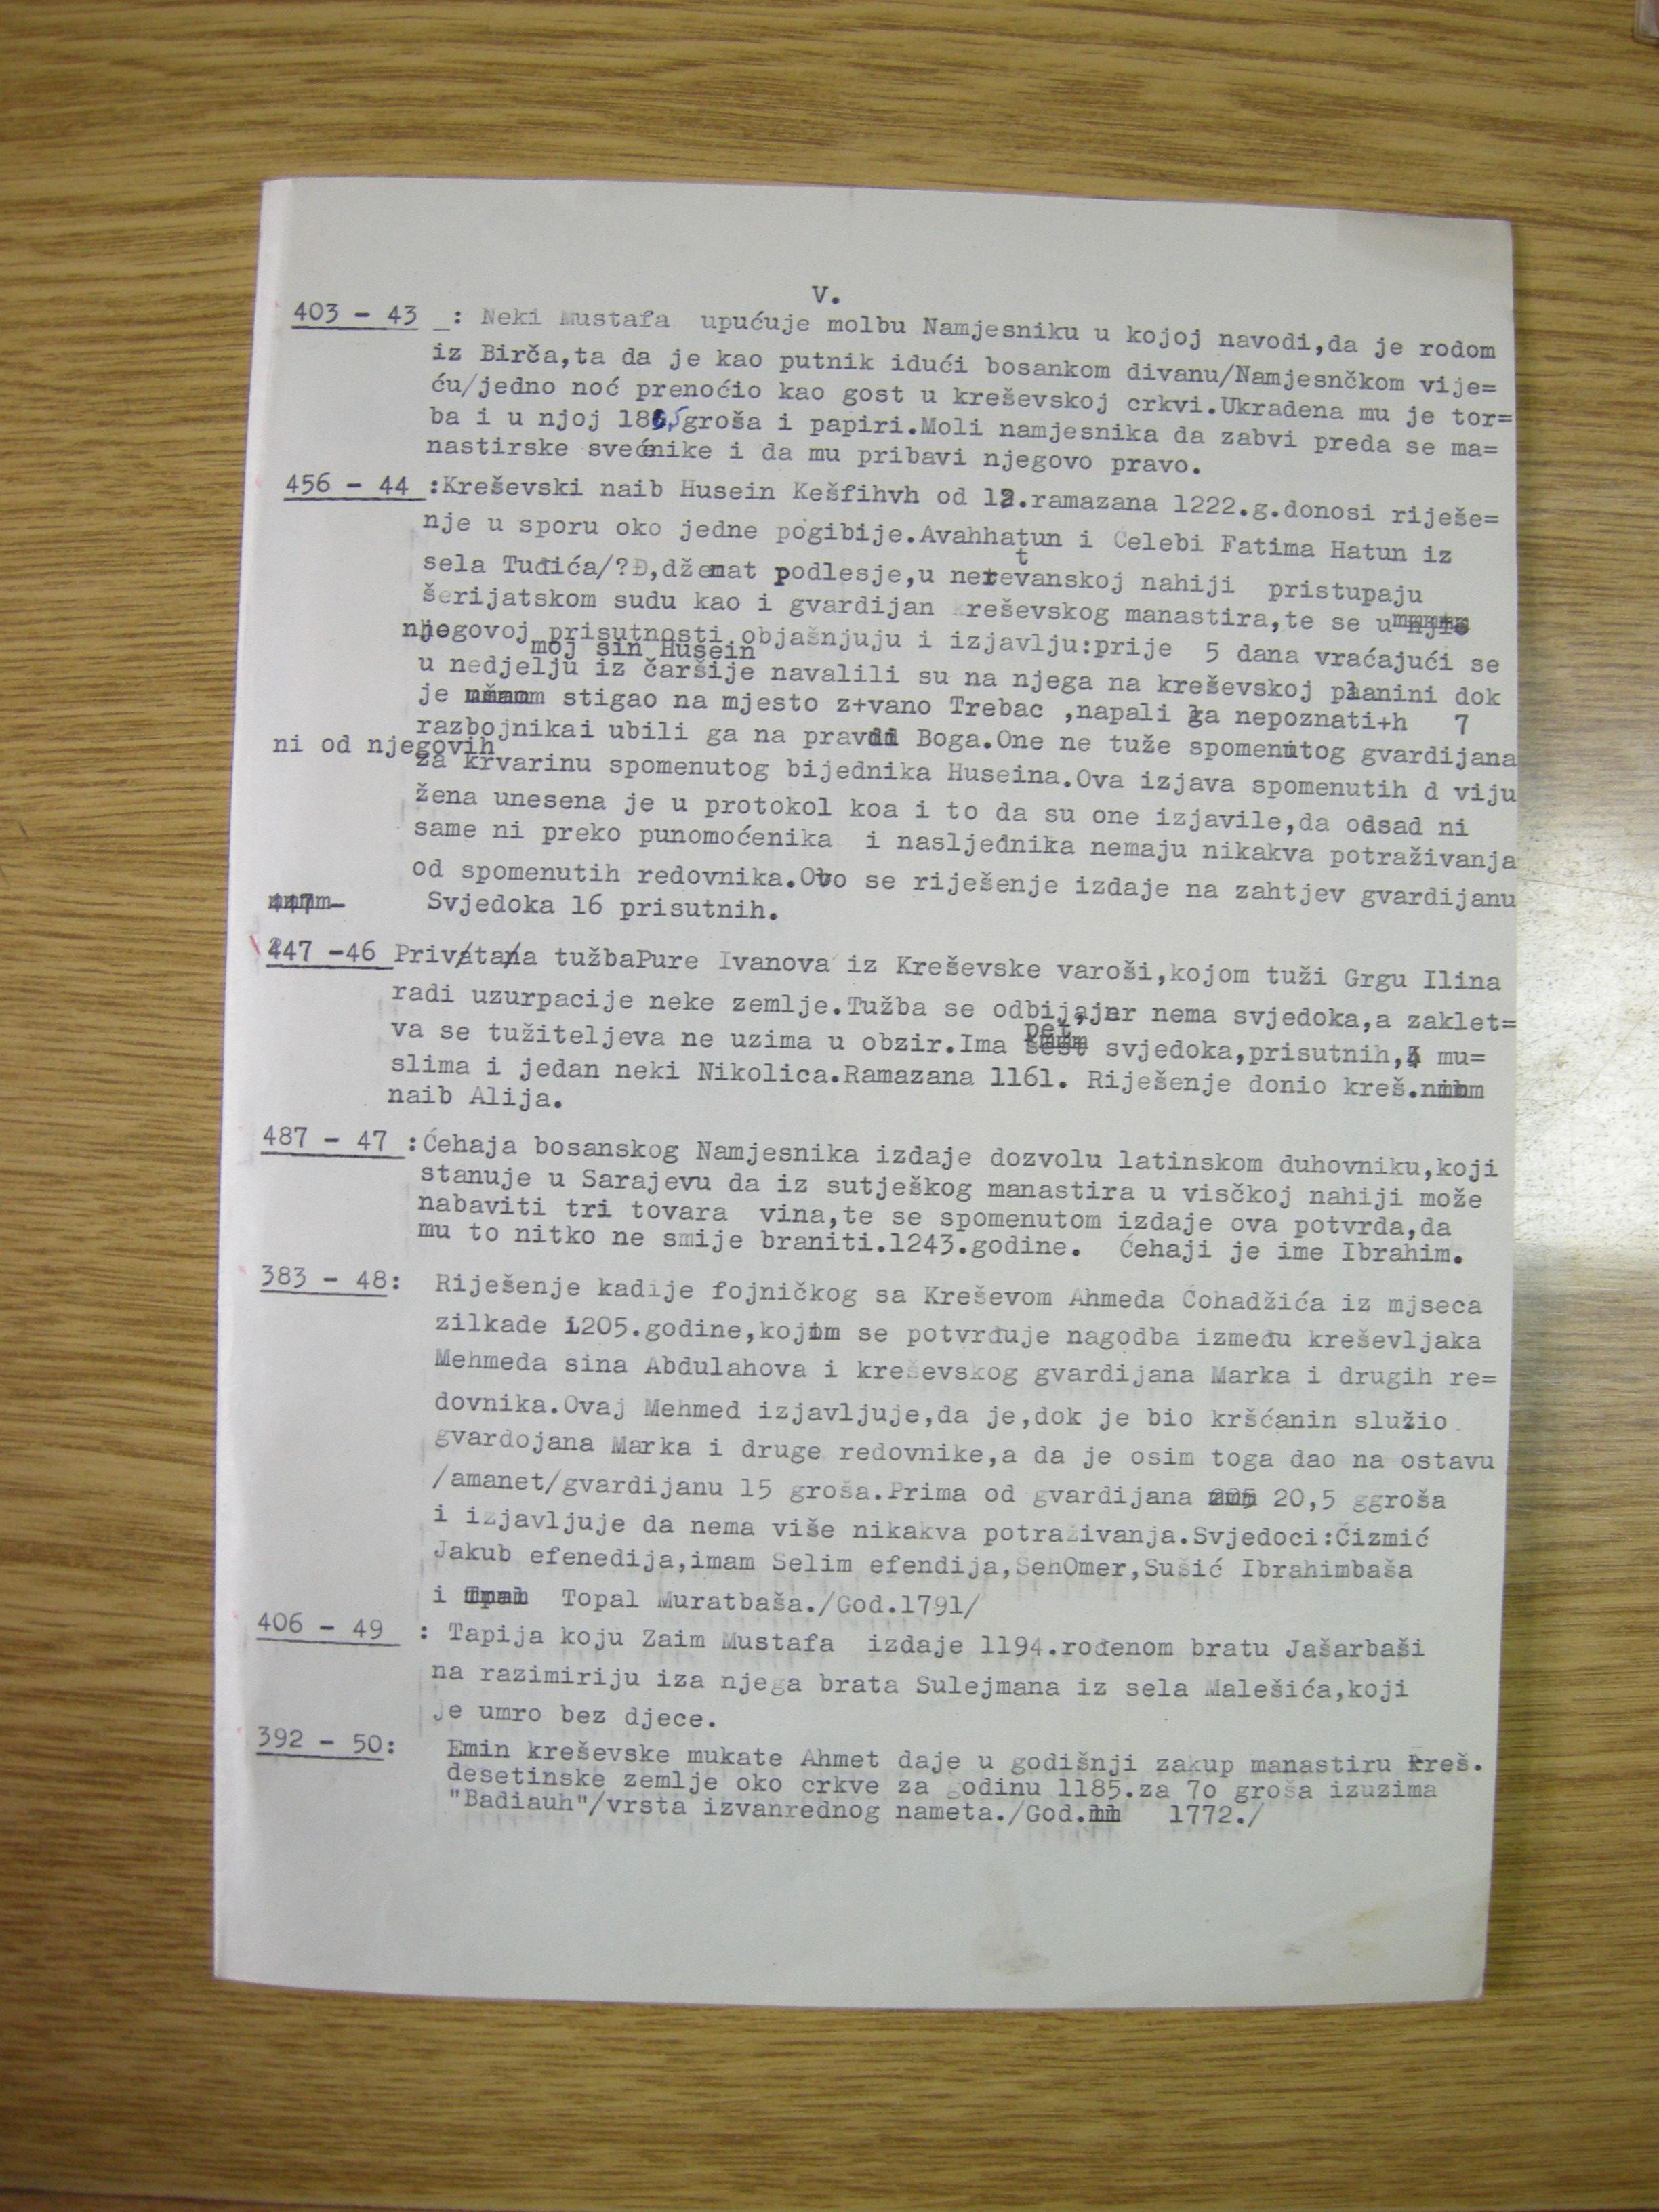 V.
403 - 43 _: Neki Mustafa upućuje molbu Namjesniku u kojoj navodi,da je rodom
iz Birča,ta da je kao putnik idući bosankom divanu/Namjesnčkom vije=
ću/jedno noć prenoćio kao gost u kreševskoj crkvi.Ukradena mu je tor=
ba i u njoj groša i papiri.Moli namjesnika da zabvi preda se ma=
nastirske svećenike i da mu pribavi njegovo pravo.
456 - 44 :Kreševski naib Husein Kešfihvh od 12.ramazana 1222.g.donosi riješe=
nje u sporu oko jedne pogibije.Avahhatun i Ćelebi Fatima Hatun iz
sela Tuđića/?Đ,džemat podlesje,u neretvanskoj nahiji pristupaju
šerijatskom sudu kao i gvardijan kreševskog manastira,te se u
njegovoj prisutnosti objašnjuju i izjavlju:prije 5 dana vraćajući se
moj sin Husein
u nedjelju iz čaršije navalili su na njega na kreševskoj planini dok
je stigao na mjesto z+vano Trebac ,napali ga nepoznati+h 7
razbojnikai ubili ga na pravdi Boga.One ne tuže spomenutog gvardijana
ni od njegovih
za krvarinu spomenutog bijednika Huseina.Ova izjava spomenutih d viju
žena unesena je u protokol koa i to da su one izjavile,da odsad ni
same ni preko punomoćenika i nasljeđnika nemaju nikakva potraživanja
od spomenutih redovnika.Ovo se riješenje izdaje na zahtjev gvardijanu
Svjedoka 16 prisutnih.
447 -46 Privatna tužbaPure Ivanova iz Kreševske varoši,kojom tuži Grgu Ilina
radi uzurpacije neke zemlje.Tužba se odbija,jer nema svjedoka,a zaklet=
va se tužiteljeva ne uzima u obzir.Ima pet svjedoka,prisutnih,4 mu=
slima i jedan neki Nikolica.Ramazana 1161. Riješenje donio kreš.
naib Alija.
487 - 47 :Ćehaja bosanskog Namjesnika izdaje dozvolu latinskom duhovniku,koji
stanuje u Sarajevu da iz sutješkog manastira u visčkoj nahiji može
nabaviti tri tovara vina,te se spomenutom izdaje ova potvrda,da
mu to nitko ne smije braniti.1243.godine. Ćehaji je ime Ibrahim.
383 - 48: Riješenje kadije fojničkog sa Kreševom Ahmeda Ćohadžića iz mjseca
zilkade 1205.godine,kojom se potvrđuje nagodba između kreševljaka
Mehmeda sina Abdulahova i kreševskog gvardijana Marka i drugih re=
dovnika.Ovaj Mehmed izjavljuje,da je,dok je bio kršćanin služio
gvardojana Marka i druge redovnike,a da je osim toga dao na ostavu
/amanet/gvardijanu 15 groša.Prima od gvardijana 20,5 ggroša
i izjavljuje da nema više nikakva potraživanja.Svjedoci:Čizmić
Jakub efenedija,imam Selim efendija,ŠehOmer,Sušić Ibrahimbaša
i Topal Muratbaša./God.1791/
406 - 49 : Tapija koju Zaim Mustafa izdaje 1194.rođenom bratu Jašarbaši
na razimiriju iza njega brata Sulejmana iz sela Malešića,koji
je umro bez djece.
392 - 50: Emin kreševske mukate Ahmet daje u godišnji zakup manastiru kreš.
desetinske zemlje oko crkve za godinu 1185.za 7o groša izuzima
"Badiauh"/vrsta izvanrednog nameta./God. 1772./